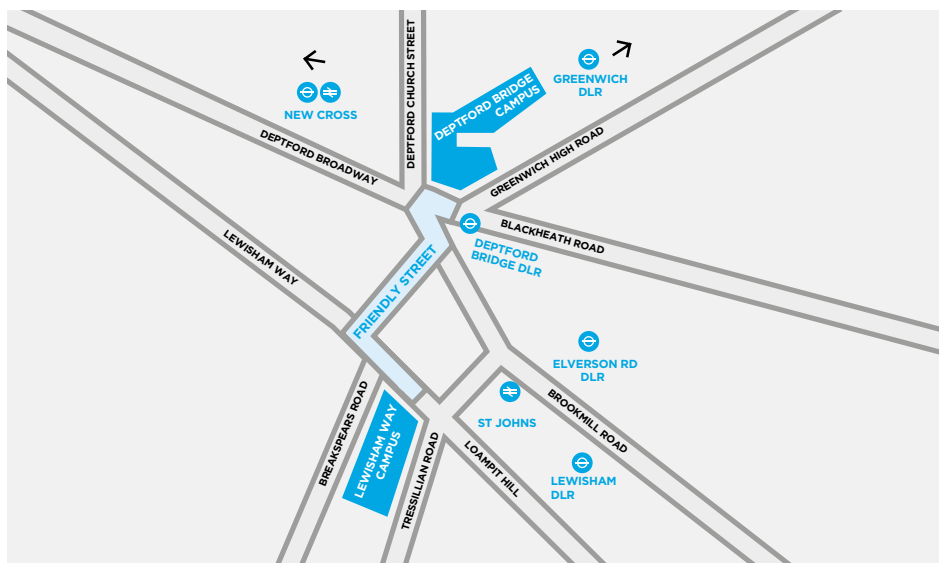 DEPTFORD CHURCH STREET
GREENWICH
DLR
NEW CROSS
DEPTFORD BRIDGE
CAMPUS
DEPTFORD BROADWAY
GREENWICH HIGH ROAD
LEWISHAM WAY
BLACKHEATH ROAD
DEPTFORD
BRIDGE DLR
FRIENDLY STREET
ELVERSON RD
DLR
BREAKSPEARS ROAD
LEWISHAM WAY
CAMPUS
ST JOHNS
BROOKMILL ROAD
TRESSILLIAN ROAD
LOAMPIT HILL
LEWISHAM
DLR